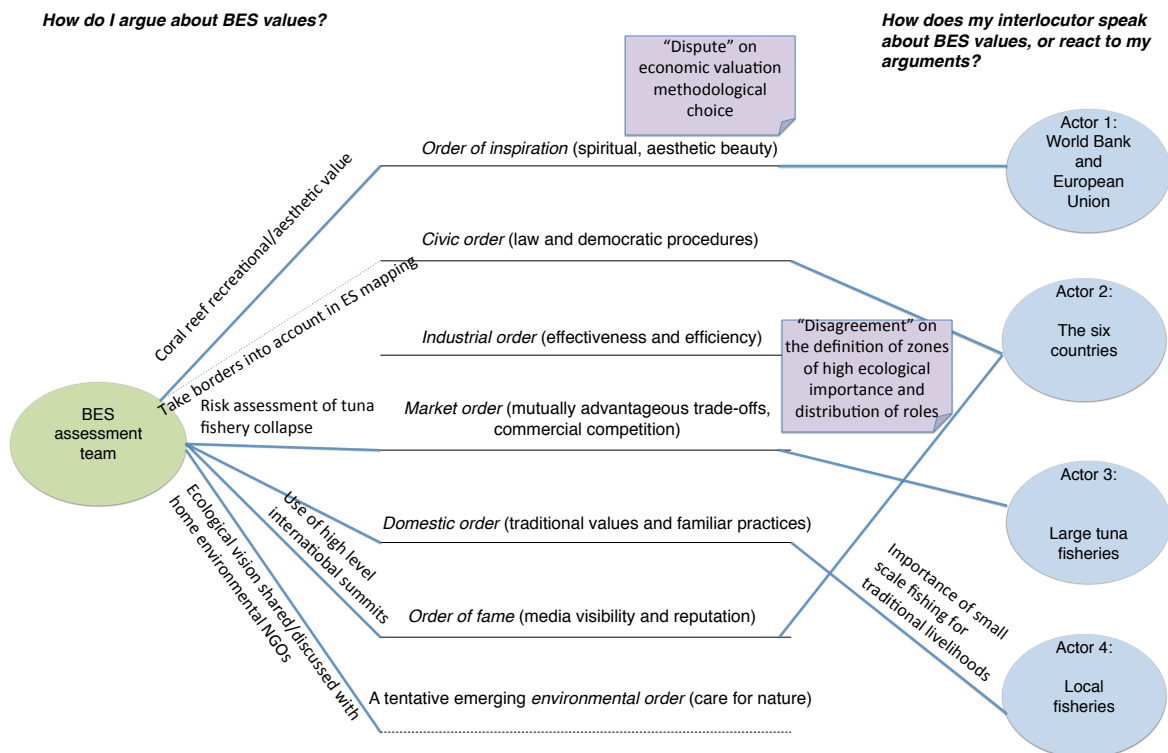 How do I argue about BES values?
How does my interlocutor speak
about BES values, or react to my
arguments?
“Dispute” on
economic valuation
methodological
choice
Actor 1:
World Bank
and
European
Union
Order of inspiration (spiritual, aesthetic beauty)
Coral reef recreational/aesthetic value
Civic order (law and democratic procedures)
Take borders into account in ES mapping
Actor 2:
The six
countries
Industrial order (effectiveness and efficiency)
“Disagreement” on
the definition of zones
of high ecological
importance and
distribution of roles
BES
assessment
team
Risk assessment of tuna
fishery collapse
Market order (mutually advantageous trade-offs,
commercial competition)
Actor 3:
Large tuna
fisheries
Use of high level
internatiobal summits
Domestic order (traditional values and familiar practices)
Ecological vision shared/discussed with
home environmental NGOs
Order of fame (media visibility and reputation)
Importance of small
scale fishing for
traditional livelihoods
Actor 4:
Local
fisheries
A tentative emerging environmental order (care for nature)